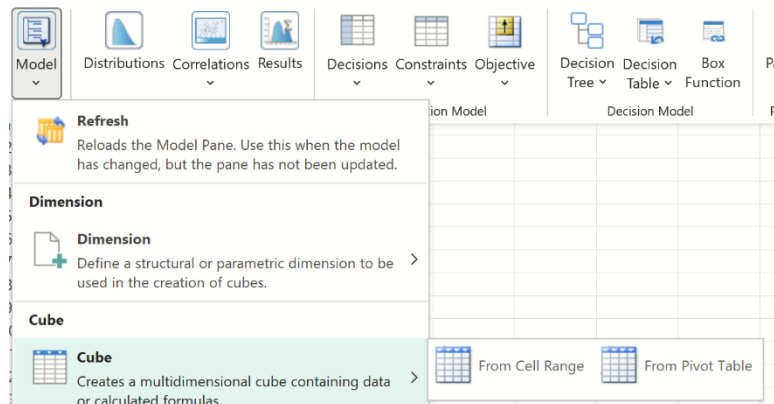 Model
Distributions Correlations Results
Decisions Constraints Objective
Decision Tree
Decision Table
Box Function
ion Model
Decision Model
Refresh
Reloads the Model Pane. Use this when the model
has changed, but the pane has not been updated.
Dimension
Dimension
Define a structural or parametric dimension to be
used in the creation of cubes.
Cube
Cube
Creates a multidimensional cube containing data
or calculated formulas.
From Cell Range
From Pivot Table